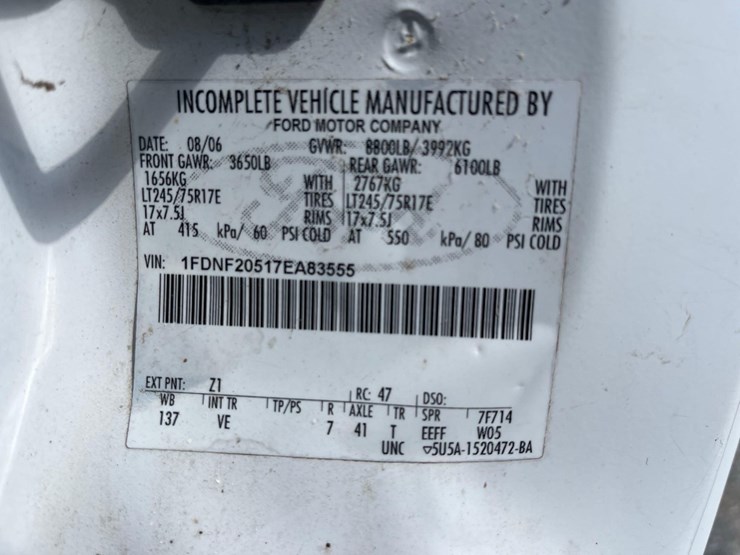 INCOMPLETE VEHICLE MANUFACTURED BY
FORD MOTOR COMPANY
DATE: 08/06 GVWR: 8800LB/ 3992KG
FRONT GAWR: 3650LB REAR GAWR: 6100LB
1656KG WITH 2767KG WITH
LT245/75R17E TIRES LT245/75R17E TIRES
17x7.5J RIMS 17x7.5J RIMS
AT 415 kPa/ 60 PSI COLD AT 550 kPa/ 80 PSI COLD
VIN: 1FDNF20517EA83555
EXT PNT: Z1 RC: 47 DSO:
WB INT TR TP/PS R AXLE TR SPR 7F714
137 VE 7 41 T EEFF W05
UNC 5U5A-1520472-BA